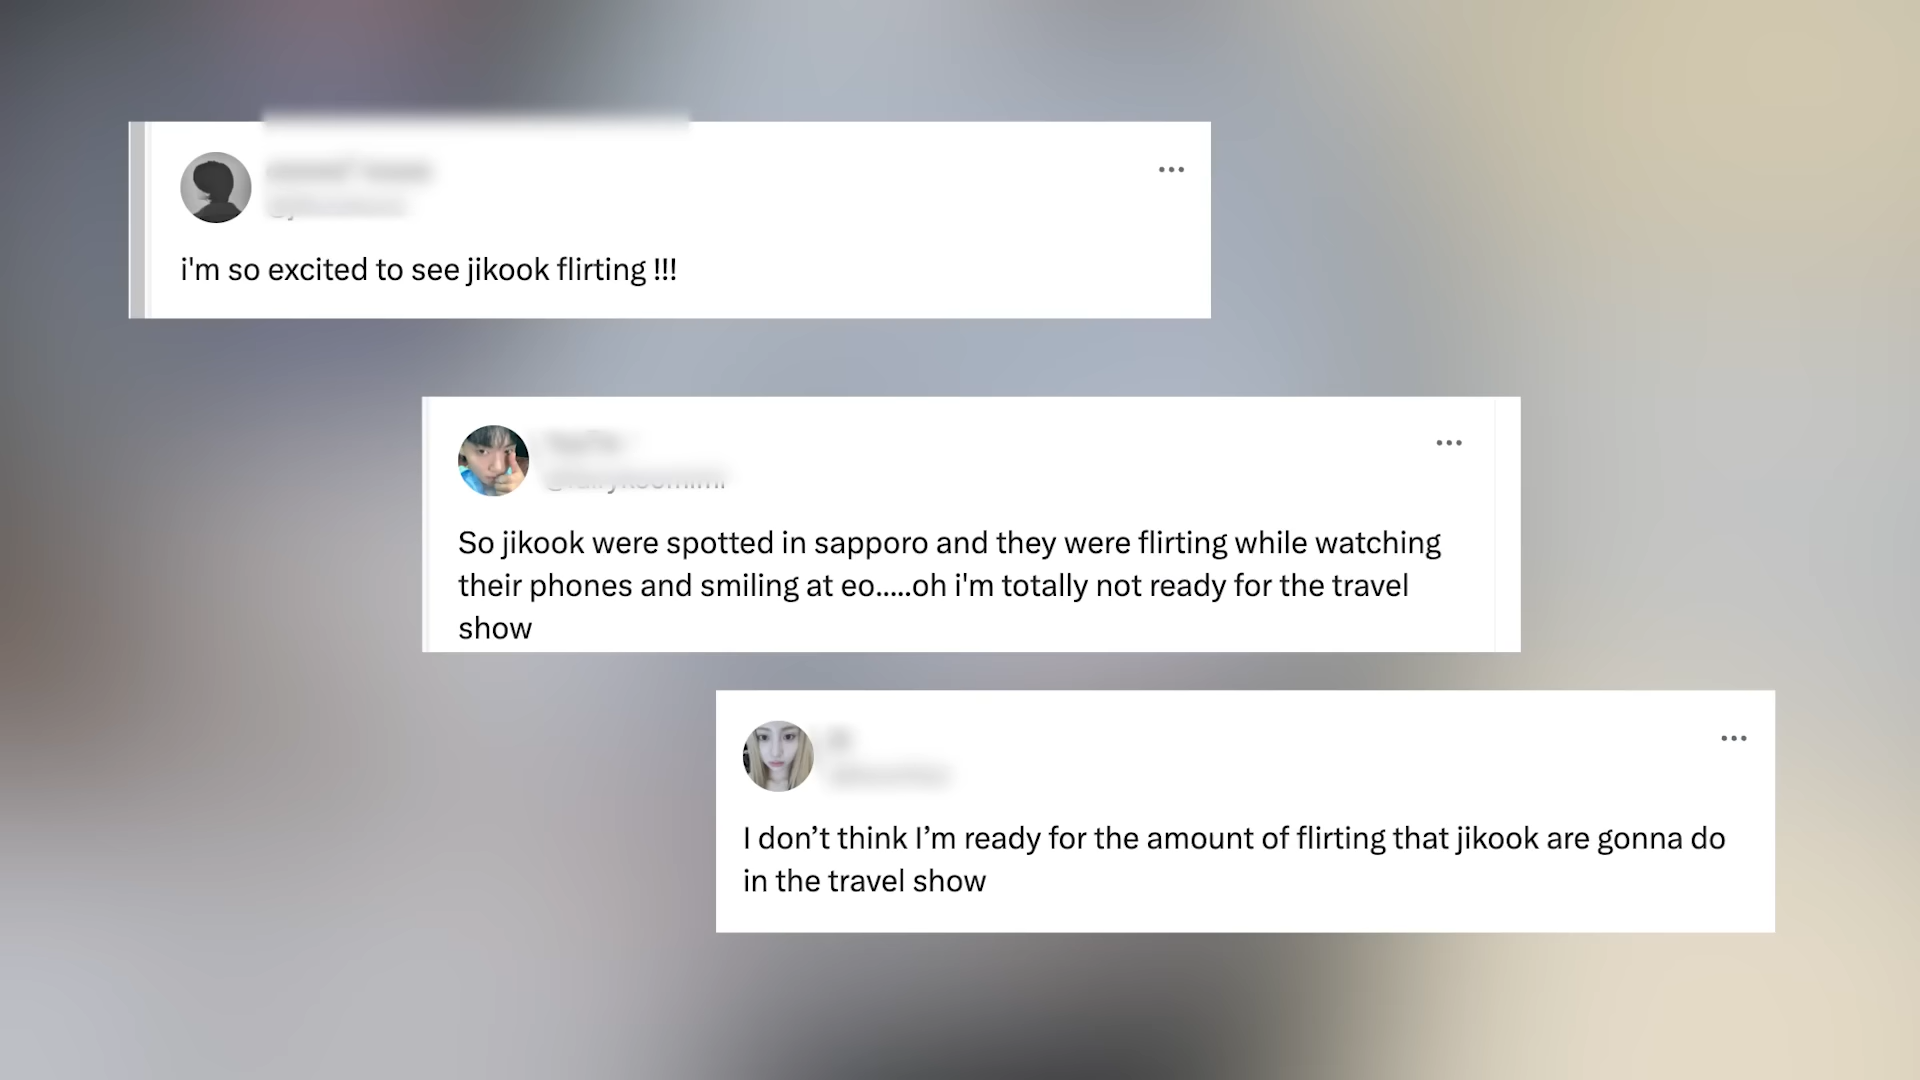 i'm so excited to see jikook flirting !!!
So jikook were spotted in sapporo and they were flirting while watching
their phones and smiling at eo.....oh i'm totally not ready for the travel
show
I don’t think I’m ready for the amount of flirting that jikook are gonna do
in the travel show